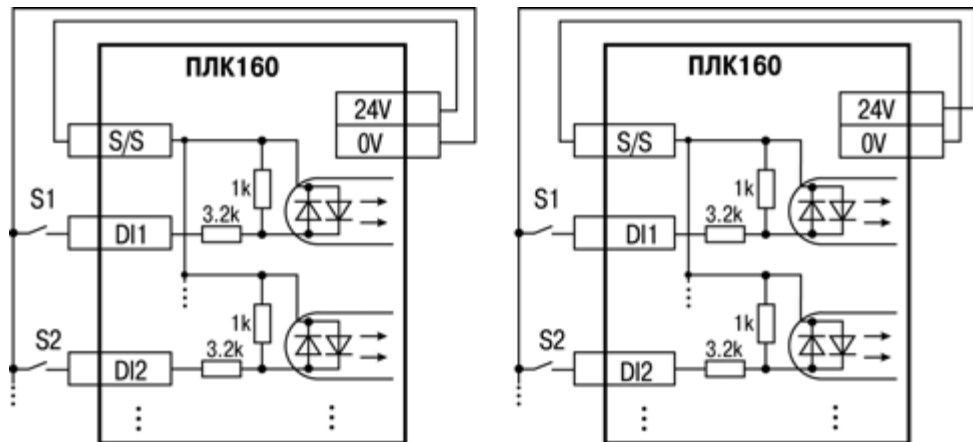 ПЛК160
24V
0V
S/S
1k
S1
3.2k
DI1
1k
S2
3.2k
DI2
ПЛК160
24V
0V
S/S
1k
S1
3.2k
DI1
1k
S2
3.2k
DI2